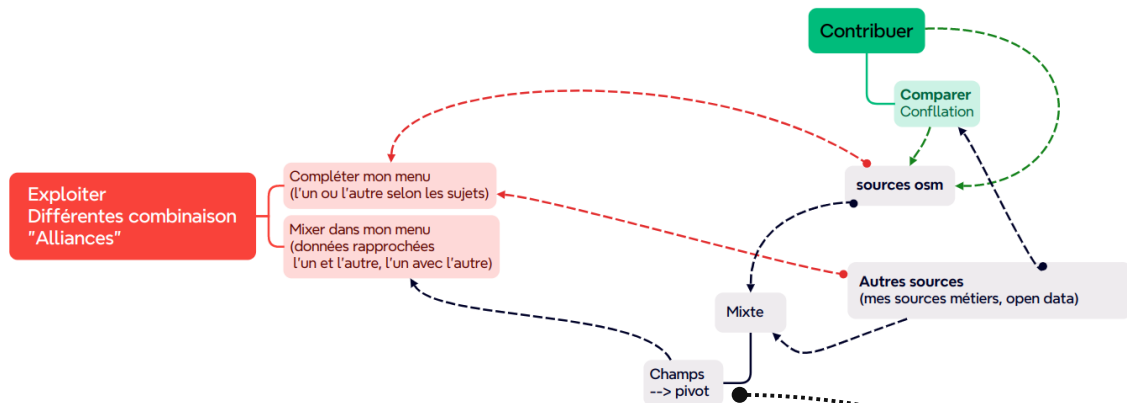 Contribuer
Comparer
Confllation
Compléter mon menu
(l'un ou l'autre selon les sujets)
sources osm
Exploiter
Différentes combinaison
"Alliances"
Mixer dans mon menu
(données rapprochées
l'un et l'autre, l'un avec l'autre)
Autres sources
(mes sources métiers, open data)
Mixte
Champs
--> pivot